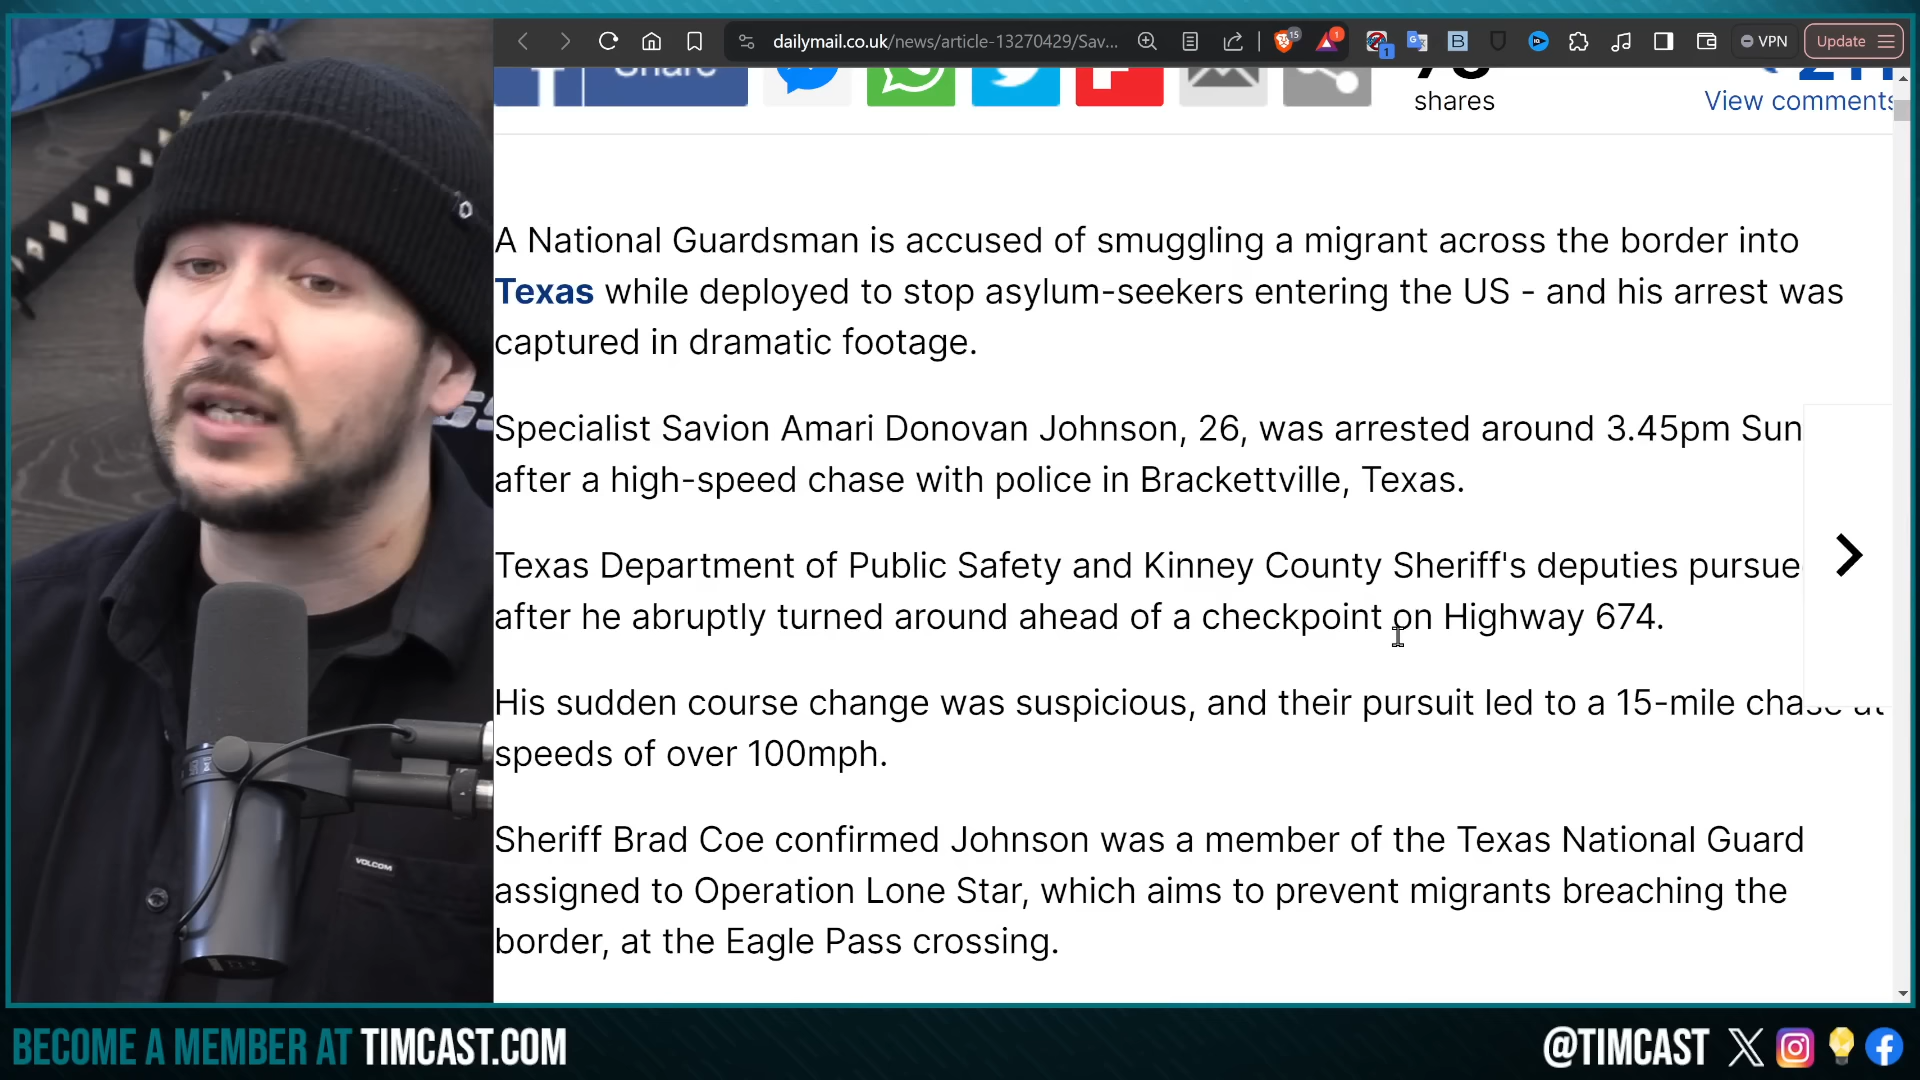 dailymail.co.uk/news/article-13270429/Sav...
15
1
1
VPN
Update
Share
shares
View comments
A National Guardsman is accused of smuggling a migrant across the border into
Texas while deployed to stop asylum-seekers entering the US - and his arrest was
captured in dramatic footage.
Specialist Savion Amari Donovan Johnson, 26, was arrested around 3.45pm Sun
after a high-speed chase with police in Brackettville, Texas.
Texas Department of Public Safety and Kinney County Sheriff's deputies pursue
after he abruptly turned around ahead of a checkpoint on Highway 674.
His sudden course change was suspicious, and their pursuit led to a 15-mile chase at
speeds of over 100mph.
Sheriff Brad Coe confirmed Johnson was a member of the Texas National Guard
assigned to Operation Lone Star, which aims to prevent migrants breaching the
border, at the Eagle Pass crossing.
VOLCOM
BECOME A MEMBER AT TIMCAST.COM
@TIMCAST